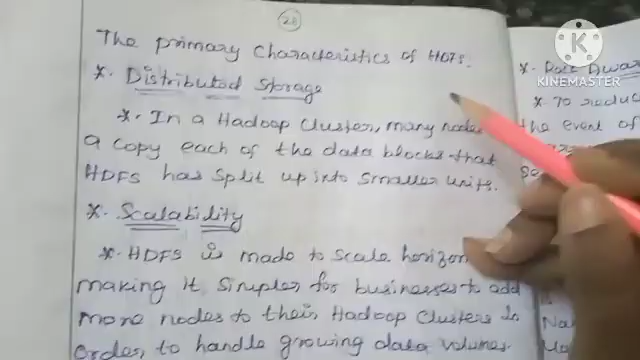 28
The primary characteristics of HDFS.
*. Distributed Storage
*. In a Hadoop Cluster, many nodes
a copy each of the data blocks that
HDFS has split up into smaller units.
*. Scalability
*. HDFS is made to scale horizon
making it simpler for businesses to add
more nodes to their Hadoop Clusters in
order to handle growing data volumes.
*. Rack Awar
*. To reduc
the event of
K
KINEMASTER